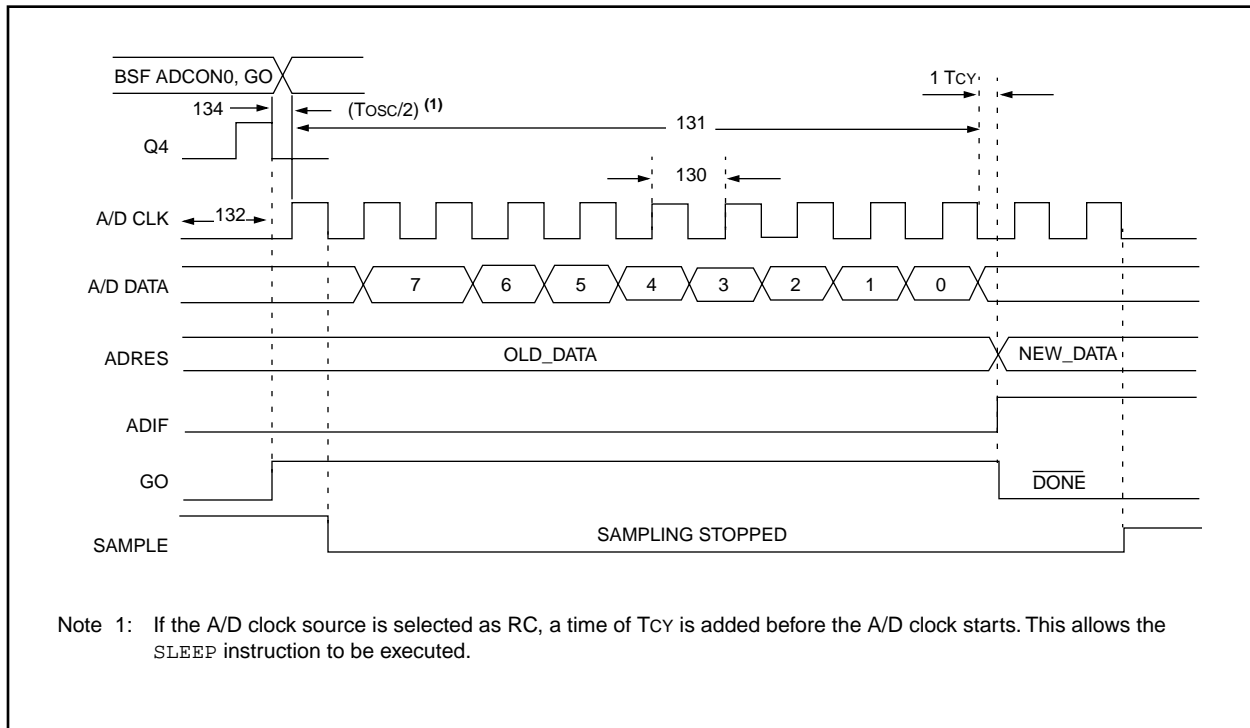 BSF ADCON0, GO
1 TCY
134
(TOSC/2) (1)
131
Q4
130
A/D CLK
132
A/D DATA
7 6 5 4 3 2 1 0
ADRES
OLD_DATA
NEW_DATA
ADIF
GO
DONE
SAMPLE
SAMPLING STOPPED
Note 1: If the A/D clock source is selected as RC, a time of TCY is added before the A/D clock starts. This allows the
SLEEP instruction to be executed.